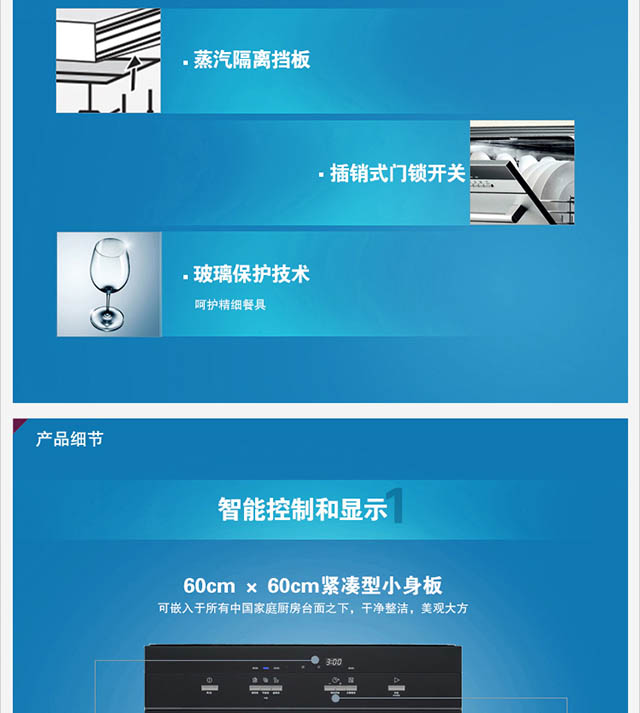 ▪ 蒸汽隔离挡板
▪ 插销式门锁开关
▪ 玻璃保护技术
呵护精细餐具
产品细节
智能控制和显示1
60cm × 60cm紧凑型小身板
可嵌入于所有中国家庭厨房台面之下，干净整洁，美观大方
3:00